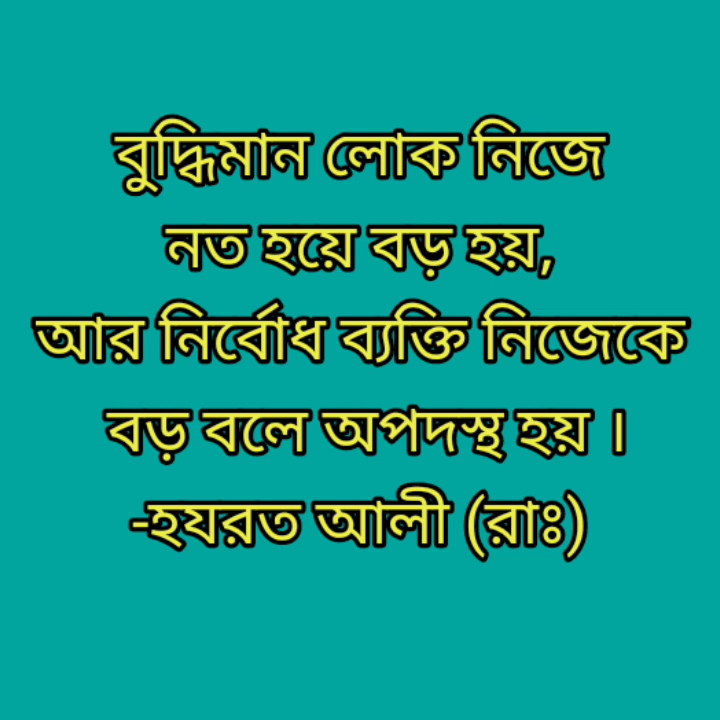 বুদ্ধিমান লোক নিজে
নত হয়ে বড় হয়,
আর নির্বোধ ব্যক্তি নিজেকে
বড় বলে অপদস্থ হয় ।
-হযরত আলী (রাঃ)